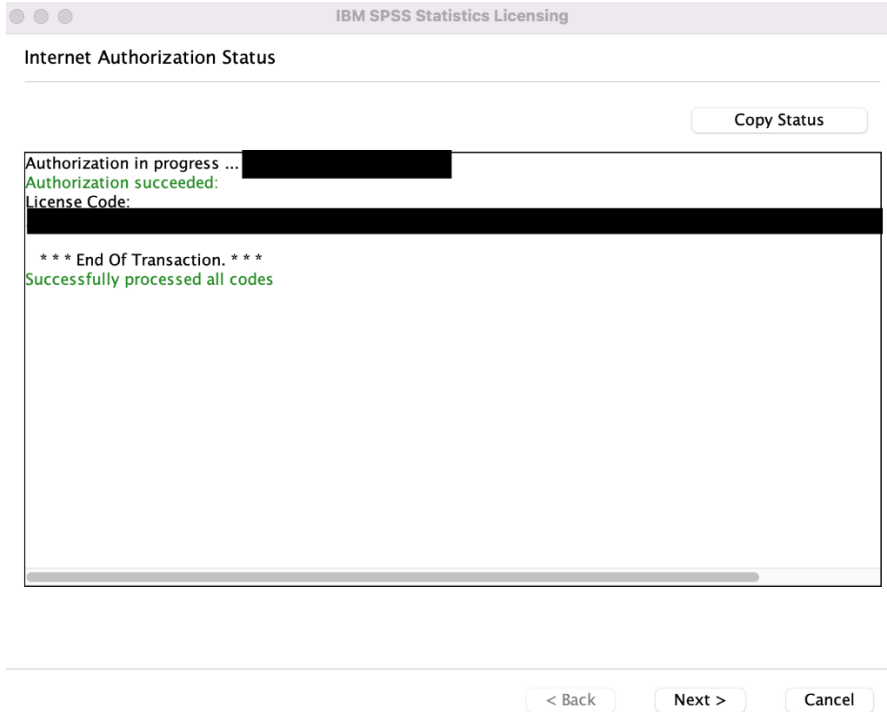 IBM SPSS Statistics Licensing
Internet Authorization Status
Copy Status
Authorization in progress ...
Authorization succeeded:
License Code:
* * * End Of Transaction. * * *
Successfully processed all codes
< Back Next > Cancel